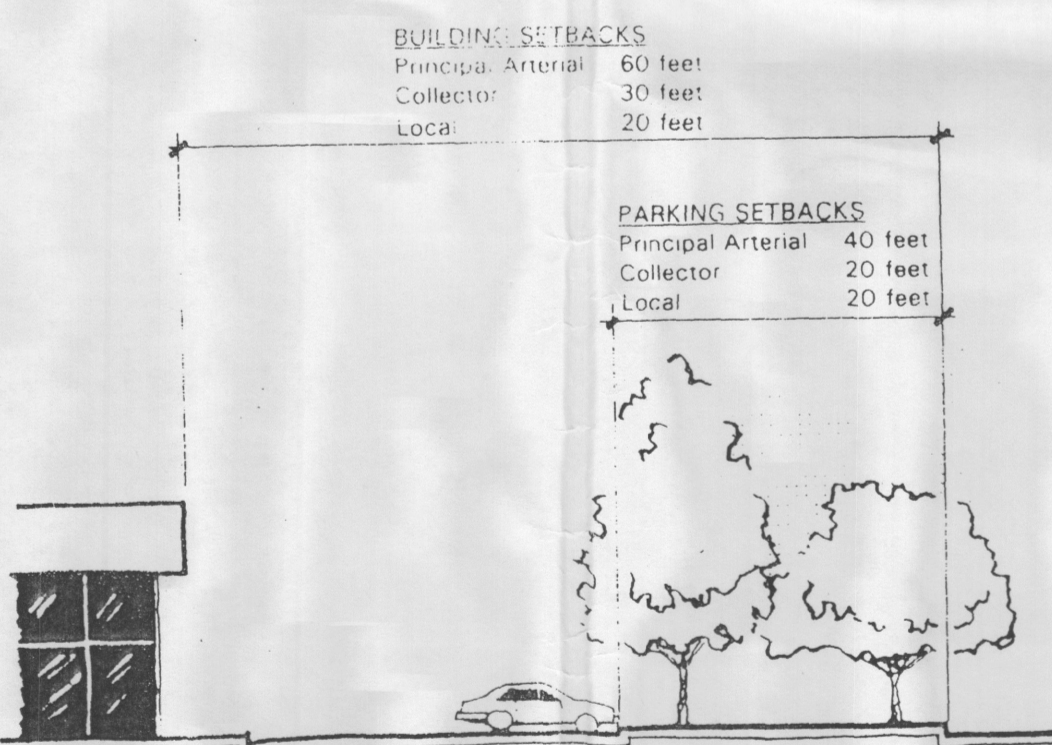 BUILDING SETBACKS
Principal Arterial 60 feet
Collector 30 feet
Local 20 feet
PARKING SETBACKS
Principal Arterial 40 feet
Collector 20 feet
Local 20 feet